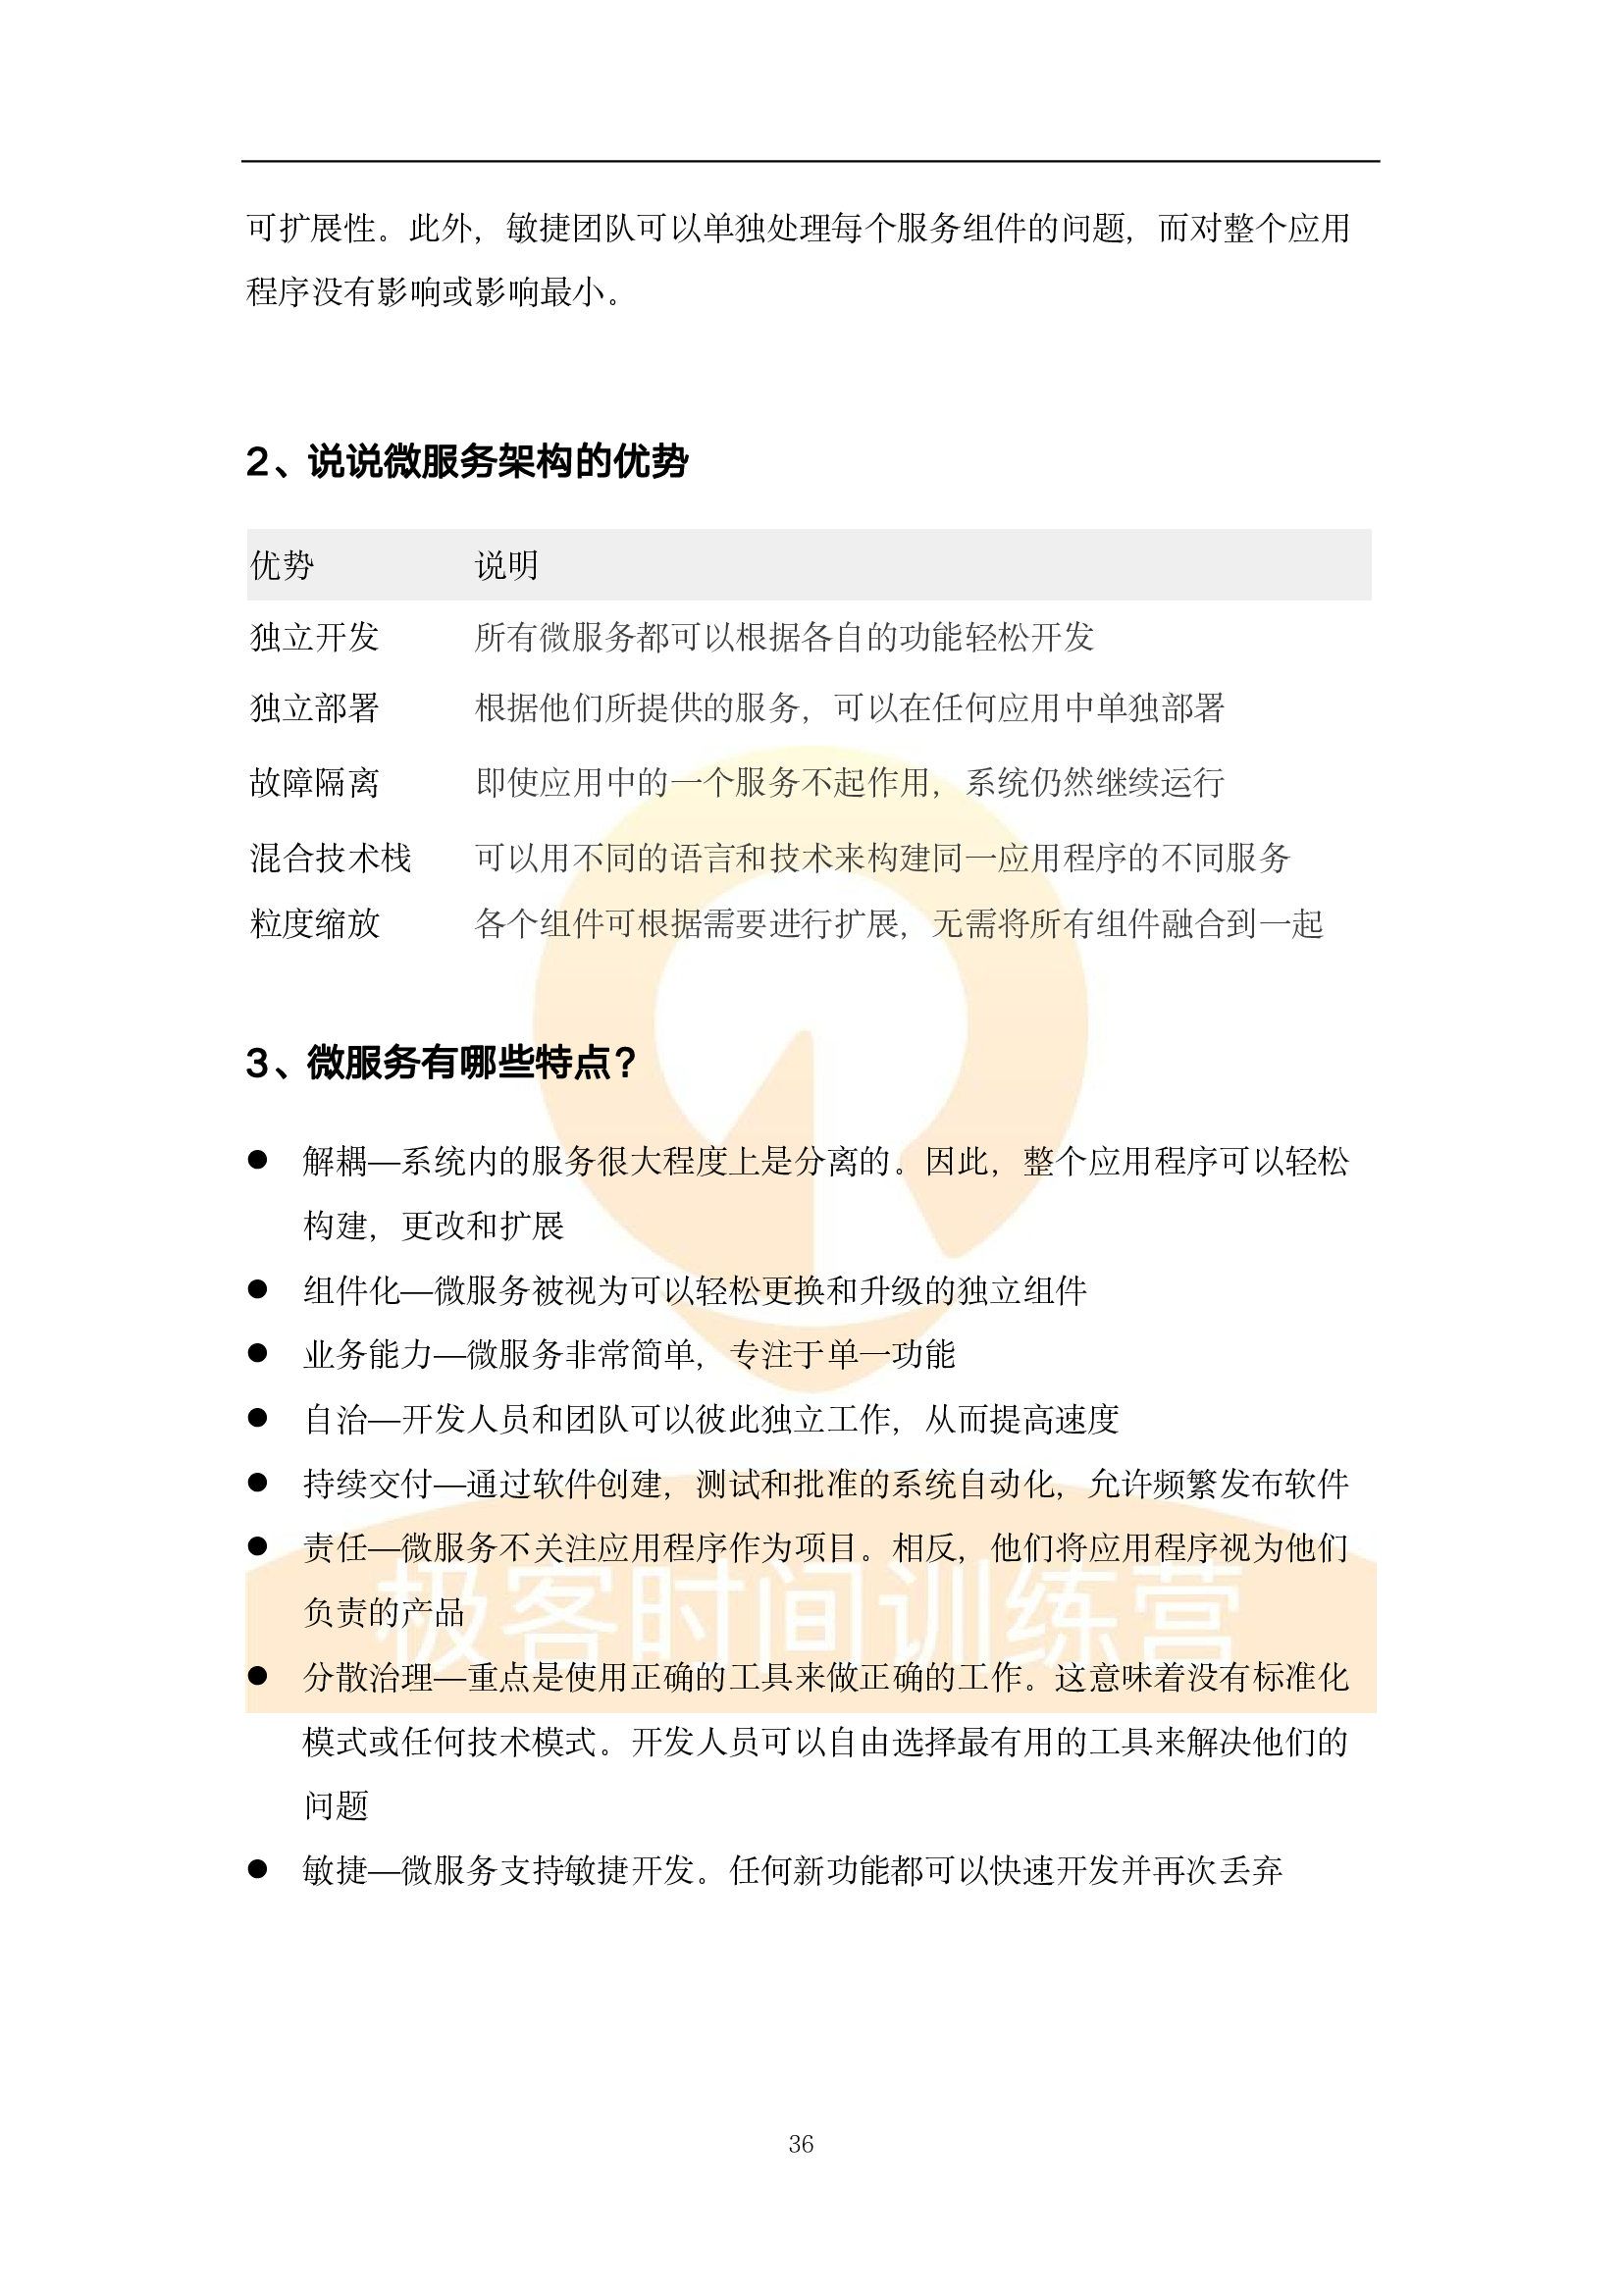 可扩展性。此外，敏捷团队可以单独处理每个服务组件的问题，而对整个应用
程序没有影响或影响最小。
2、说说微服务架构的优势
优势 说明
独立开发 所有微服务都可以根据各自的功能轻松开发
独立部署 根据他们所提供的服务，可以在任何应用中单独部署
故障隔离 即使应用中的一个服务不起作用，系统仍然继续运行
混合技术栈 可以用不同的语言和技术来构建同一应用程序的不同服务
粒度缩放 各个组件可根据需要进行扩展，无需将所有组件融合到一起
3、微服务有哪些特点？
● 解耦—系统内的服务很大程度上是分离的。因此，整个应用程序可以轻松
构建，更改和扩展
● 组件化—微服务被视为可以轻松更换和升级的独立组件
● 业务能力—微服务非常简单，专注于单一功能
● 自治—开发人员和团队可以彼此独立工作，从而提高速度
● 持续交付—通过软件创建，测试和批准的系统自动化，允许频繁发布软件
● 责任—微服务不关注应用程序作为项目。相反，他们将应用程序视为他们
负责的产品
极客时间训练营
● 分散治理—重点是使用正确的工具来做正确的工作。这意味着没有标准化
模式或任何技术模式。开发人员可以自由选择最有用的工具来解决他们的
问题
● 敏捷—微服务支持敏捷开发。任何新功能都可以快速开发并再次丢弃
36